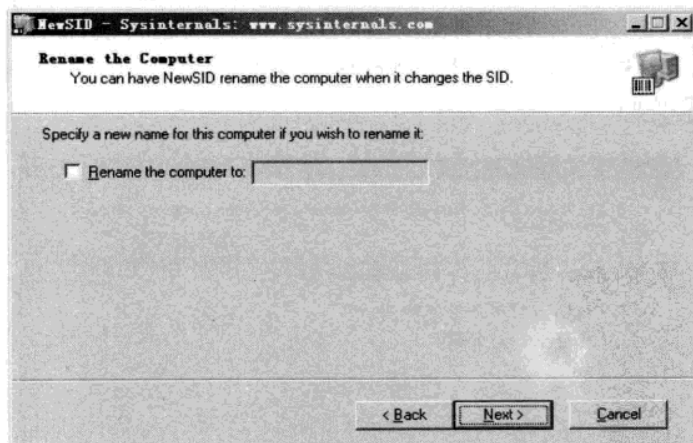 NewSID - Sysinternals: www.sysinternals.com
Rename the Computer
You can have NewSID rename the computer when it changes the SID.
Specify a new name for this computer if you wish to rename it:
Rename the computer to:
< Back
Next >
Cancel